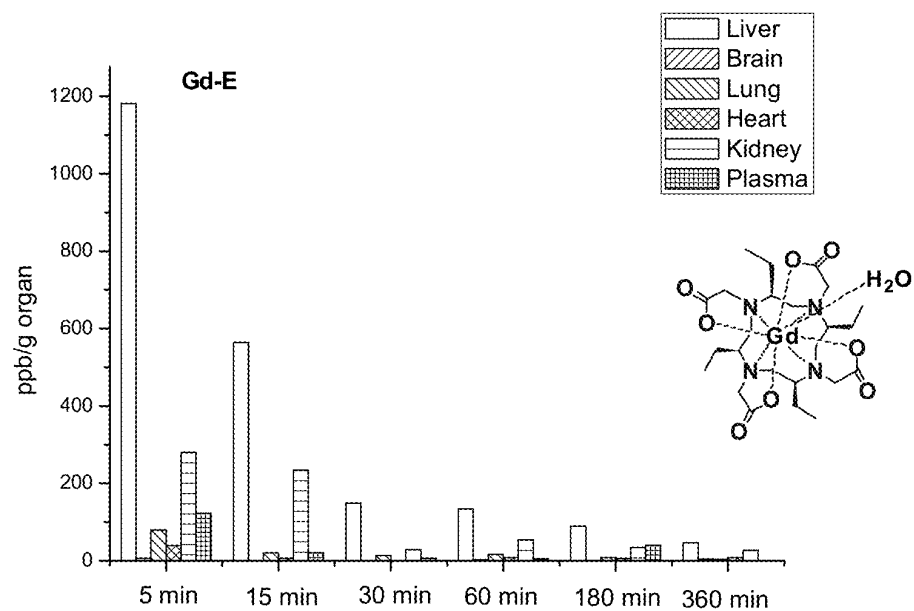 Gd-E
Liver
Brain
Lung
Heart
Kidney
Plasma
1200
1000
800
600
400
200
0
ppb/g organ
5 min
15 min
30 min
60 min
180 min
360 min
O
O
O
H₂O
O
N
N
O
Gd
O
N
N
O
O
O